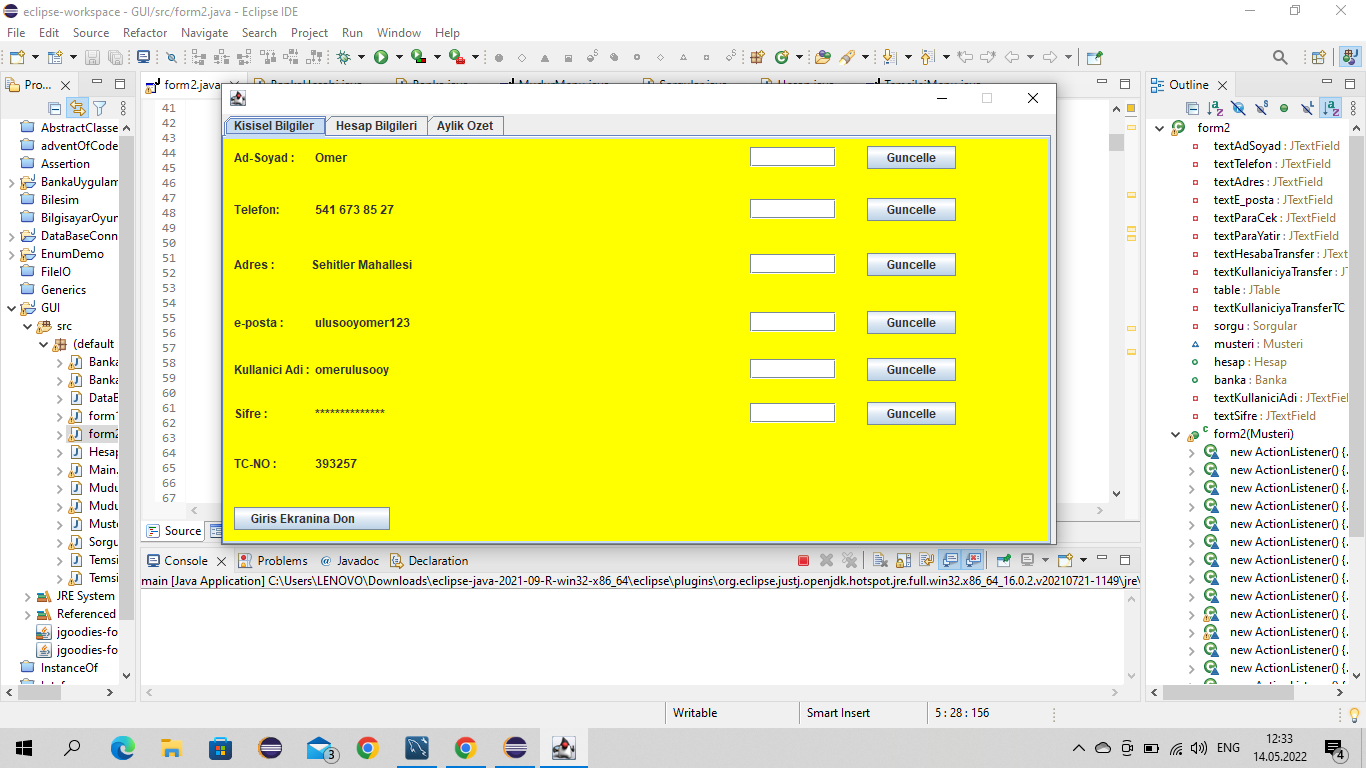 eclipse-workspace - GUI/src/form2.java - Eclipse IDE
File Edit Source Refactor Navigate Search Project Run Window Help
Pro...
form2.java
Outline
AbstractClasse
adventOfCode
Assertion
BankaUygulam
Bilesim
BilgisayarOyun
DataBaseConn
EnumDemo
FileIO
Generics
GUI
src
(default
Banka
Banka
DataB
form1
form2
Hesap
Main.
Mudu
Mudu
Muste
Sorgu
Temsi
Temsi
JRE System
Referenced
jgoodies-fo
jgoodies-fo
InstanceOf
41
42
43
44
45
46
47
48
49
50
51
52
53
54
55
56
57
58
59
60
61
62
63
64
65
66
67
Kisisel Bilgiler Hesap Bilgileri Aylik Ozet
Ad-Soyad : Omer Guncelle
Telefon: 541 673 85 27 Guncelle
Adres : Sehitler Mahallesi Guncelle
e-posta : ulusooyomer123 Guncelle
Kullanici Adi : omerulusooy Guncelle
Sifre : ************** Guncelle
TC-NO : 393257
Giris Ekranina Don
Source
form2
textAdSoyad : JTextField
textTelefon : JTextField
textAdres : JTextField
textE_posta : JTextField
textParaCek : JTextField
textParaYatir : JTextField
textHesabaTransfer : JText
textKullaniciyaTransfer : J
table : JTable
textKullaniciyaTransferTC
sorgu : Sorgular
musteri : Musteri
hesap : Hesap
banka : Banka
textKullaniciAdi : JTextFiel
textSifre : JTextField
form2(Musteri)
new ActionListener() {.
new ActionListener() {.
new ActionListener() {.
new ActionListener() {.
new ActionListener() {.
new ActionListener() {.
new ActionListener() {.
new ActionListener() {.
new ActionListener() {.
new ActionListener() {.
new ActionListener() {.
new ActionListener() {.
new ActionListener() {.
Console Problems Javadoc Declaration
main [Java Application] C:\Users\LENOVO\Downloads\eclipse-java-2021-09-R-win32-x86_64\eclipse\plugins\org.eclipse.justj.openjdk.hotspot.jre.full.win32.x86_64_16.0.2.v20210721-1149\jre\
Writable Smart Insert 5 : 28 : 156
3
ENG 12:33
14.05.2022
4